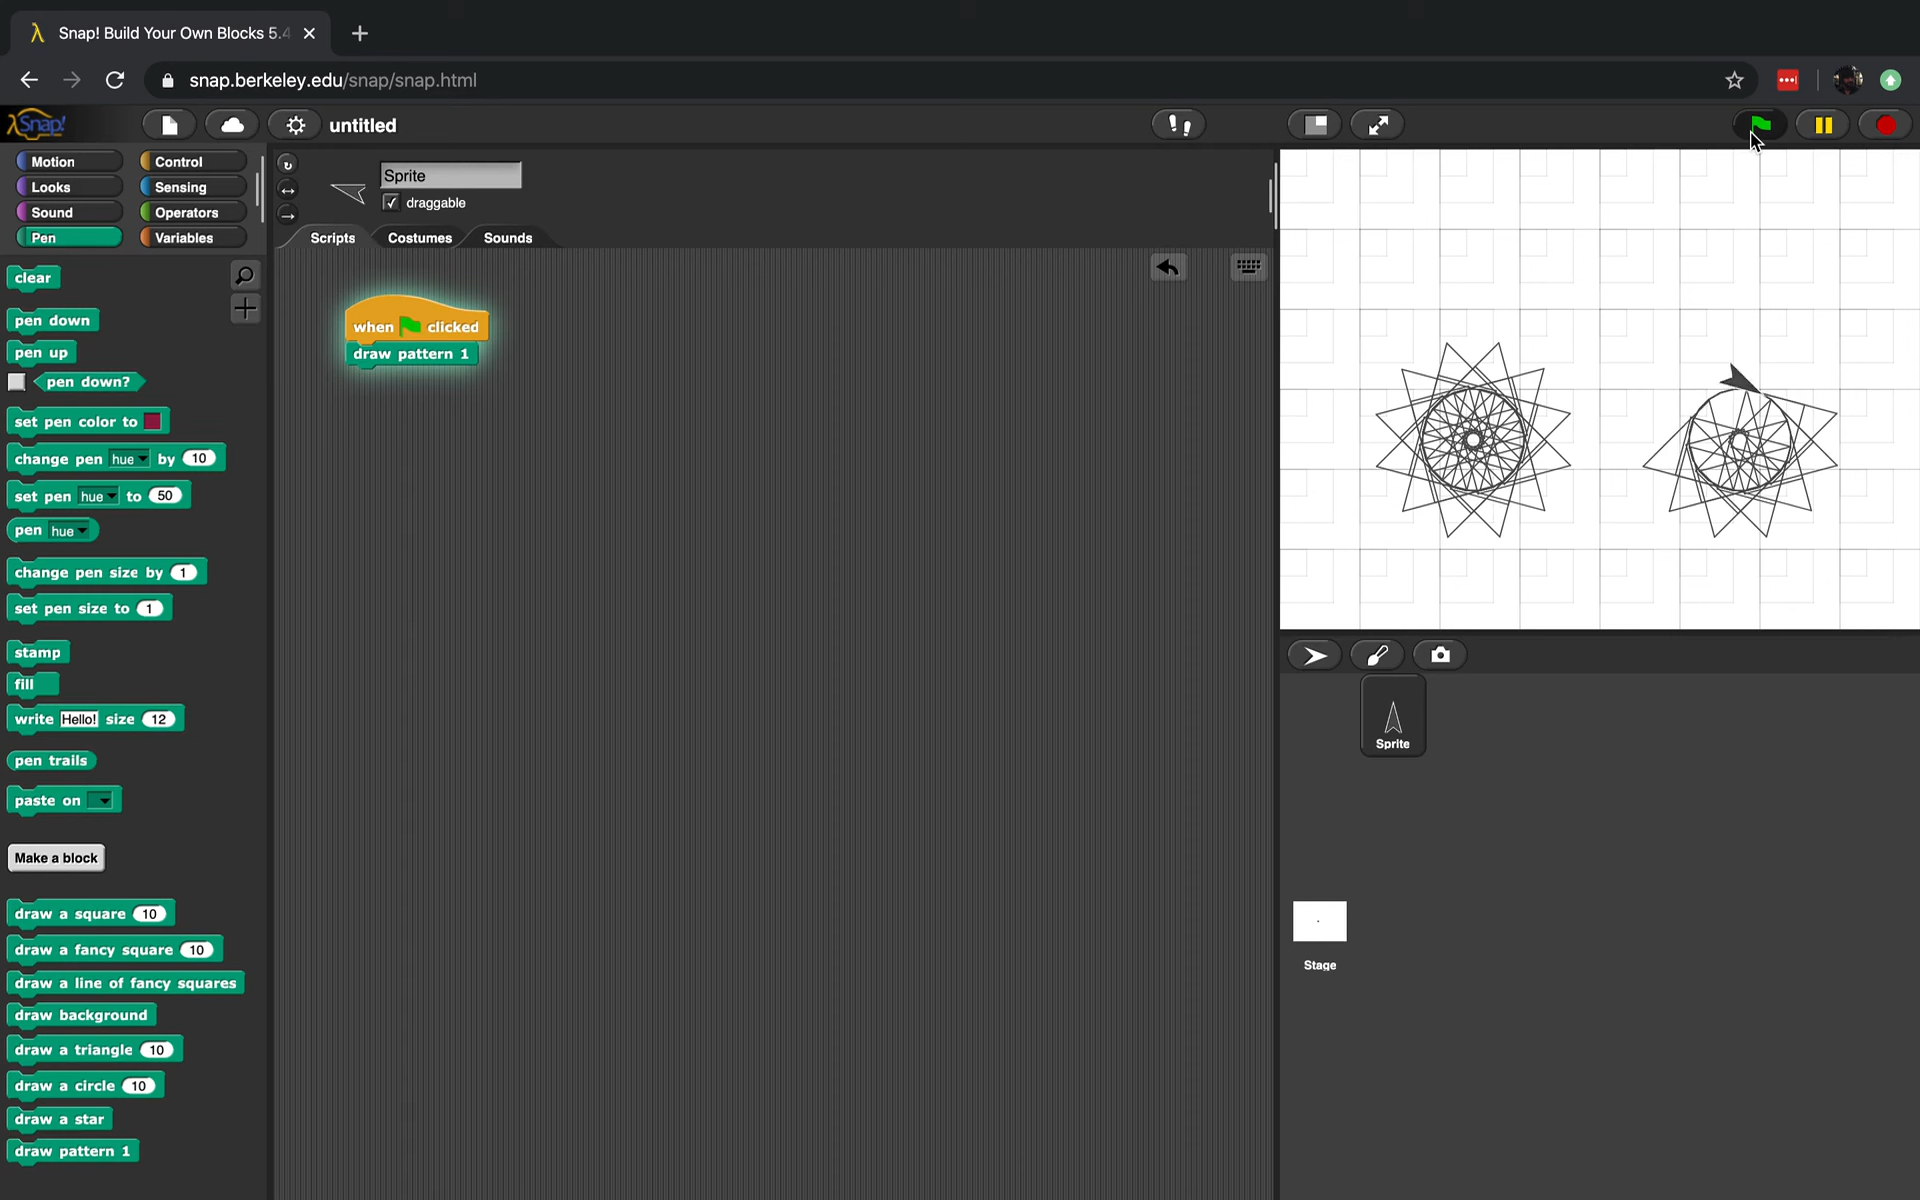 Snap! Build Your Own Blocks 5.4
snap.berkeley.edu/snap/snap.html
Snap!
untitled
Motion
Control
Looks
Sensing
Sound
Operators
Pen
Variables
Sprite
draggable
Scripts
Costumes
Sounds
clear
pen down
pen up
pen down?
set pen color to
change pen hue by 10
set pen hue to 50
pen hue
change pen size by 1
set pen size to 1
stamp
fill
write Hello! size 12
pen trails
paste on
Make a block
draw a square 10
draw a fancy square 10
draw a line of fancy squares
draw background
draw a triangle 10
draw a circle 10
draw a star
draw pattern 1
when clicked
draw pattern 1
Sprite
Stage